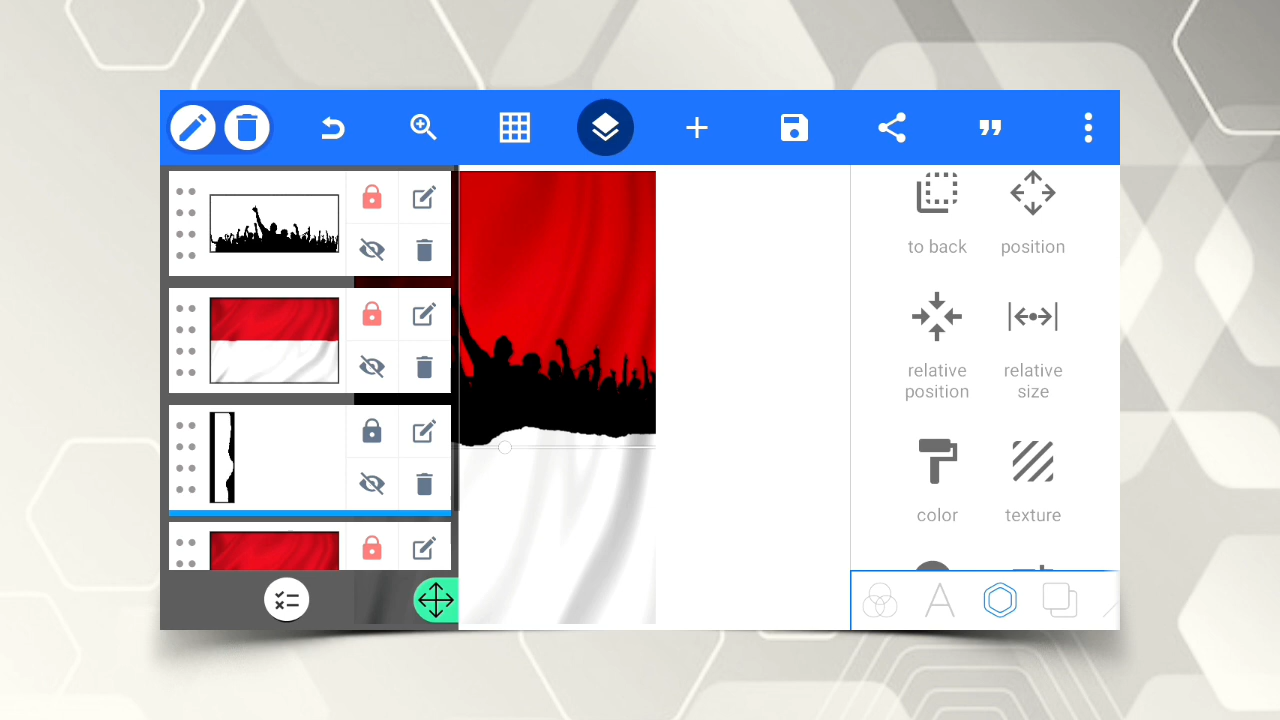 to back
position
relative
position
relative
size
color
texture